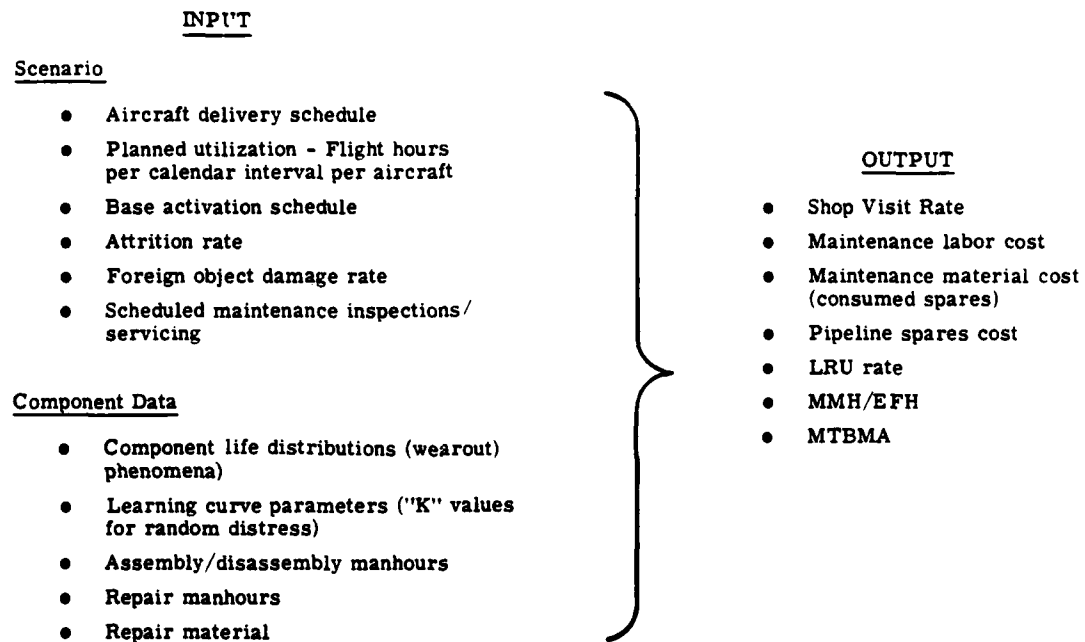 INPUT
Scenario
• Aircraft delivery schedule
• Planned utilization - Flight hours
per calendar interval per aircraft
• Base activation schedule
• Attrition rate
• Foreign object damage rate
• Scheduled maintenance inspections/
servicing
Component Data
• Component life distributions (wearout)
phenomena)
• Learning curve parameters ("K" values
for random distress)
• Assembly/disassembly manhours
• Repair manhours
• Repair material
OUTPUT
• Shop Visit Rate
• Maintenance labor cost
• Maintenance material cost
(consumed spares)
• Pipeline spares cost
• LRU rate
• MMH/EFH
• MTBMA